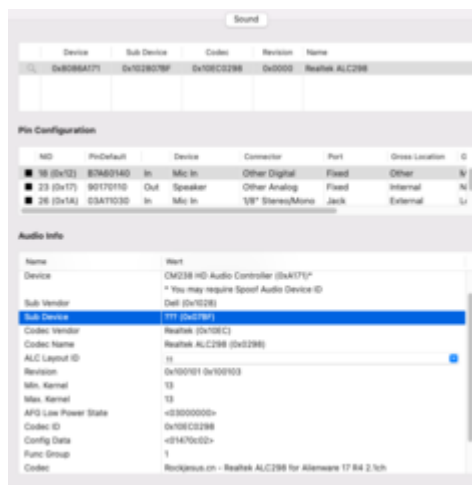 Sound
Device Sub Device Codec Revision Name
0x8086A171 0x102807BF 0x10EC0298 0x0000 Realtek ALC298
Pin Configuration
NID PinDefault Device Connector Port Gross Location
18 (0x12) B7A60140 In Mic In Other Digital Fixed Other
23 (0x17) 90170110 Out Speaker Other Analog Fixed Internal
26 (0x1A) 03A11030 In Mic In 1/8" Stereo/Mono Jack External
Audio Info
Name Wert
Device CM238 HD Audio Controller (0xA171)*
* You may require Spoof Audio Device ID
Sub Vendor Dell (0x1028)
Sub Device ??? (0x07BF)
Codec Vendor Realtek (0x10EC)
Codec Name Realtek ALC298 (0x0298)
ALC Layout ID 11
Revision 0x100101 0x100103
Min. Kernel 13
Max. Kernel 13
AFG Low Power State <03000000>
Codec ID 0x10EC0298
Config Data <01470c02>
Func Group 1
Codec Rockjesus.cn - Realtek ALC298 for Alienware 17 R4 2.1ch